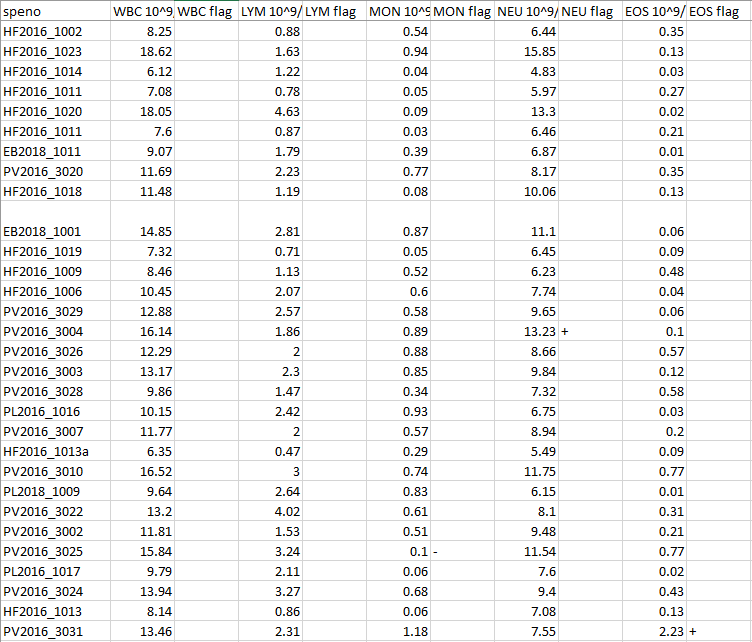 speno WBC 10^9/ WBC flag LYM 10^9/ LYM flag MON 10^9 MON flag NEU 10^9/ NEU flag EOS 10^9/ EOS flag
HF2016_1002 8.25 0.88 0.54 6.44 0.35
HF2016_1023 18.62 1.63 0.94 15.85 0.13
HF2016_1014 6.12 1.22 0.04 4.83 0.03
HF2016_1011 7.08 0.78 0.05 5.97 0.27
HF2016_1020 18.05 4.63 0.09 13.3 0.02
HF2016_1011 7.6 0.87 0.03 6.46 0.21
EB2018_1011 9.07 1.79 0.39 6.87 0.01
PV2016_3020 11.69 2.23 0.77 8.17 0.35
HF2016_1018 11.48 1.19 0.08 10.06 0.13
EB2018_1001 14.85 2.81 0.87 11.1 0.06
HF2016_1019 7.32 0.71 0.05 6.45 0.09
HF2016_1009 8.46 1.13 0.52 6.23 0.48
HF2016_1006 10.45 2.07 0.6 7.74 0.04
PV2016_3029 12.88 2.57 0.58 9.65 0.06
PV2016_3004 16.14 1.86 0.89 13.23 + 0.1
PV2016_3026 12.29 2 0.88 8.66 0.57
PV2016_3003 13.17 2.3 0.85 9.84 0.12
PV2016_3028 9.86 1.47 0.34 7.32 0.58
PL2016_1016 10.15 2.42 0.93 6.75 0.03
PV2016_3007 11.77 2 0.57 8.94 0.2
HF2016_1013a 6.35 0.47 0.29 5.49 0.09
PV2016_3010 16.52 3 0.74 11.75 0.77
PL2018_1009 9.64 2.64 0.83 6.15 0.01
PV2016_3022 13.2 4.02 0.61 8.1 0.31
PV2016_3002 11.81 1.53 0.51 9.48 0.21
PV2016_3025 15.84 3.24 0.1 - 11.54 0.77
PL2016_1017 9.79 2.11 0.06 7.6 0.02
PV2016_3024 13.94 3.27 0.68 9.4 0.43
HF2016_1013 8.14 0.86 0.06 7.08 0.13
PV2016_3031 13.46 2.31 1.18 7.55 2.23 +